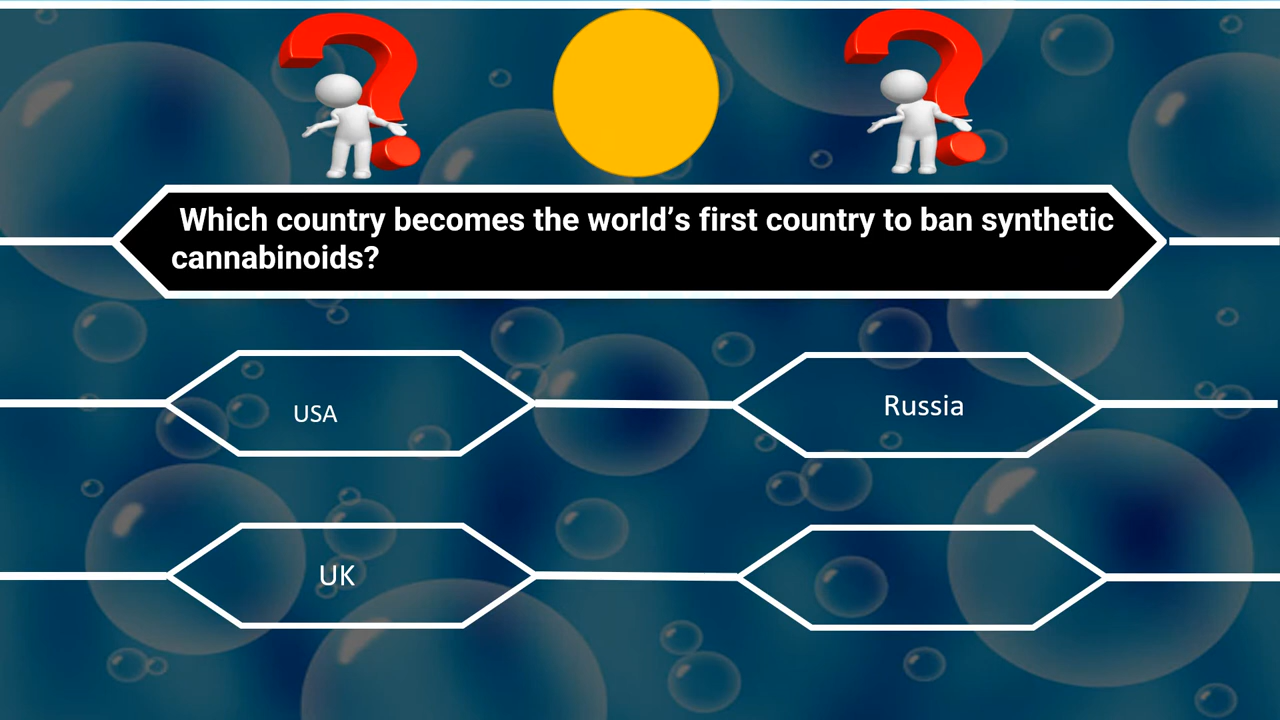 Which country becomes the world’s first country to ban synthetic
cannabinoids?
USA
Russia
UK